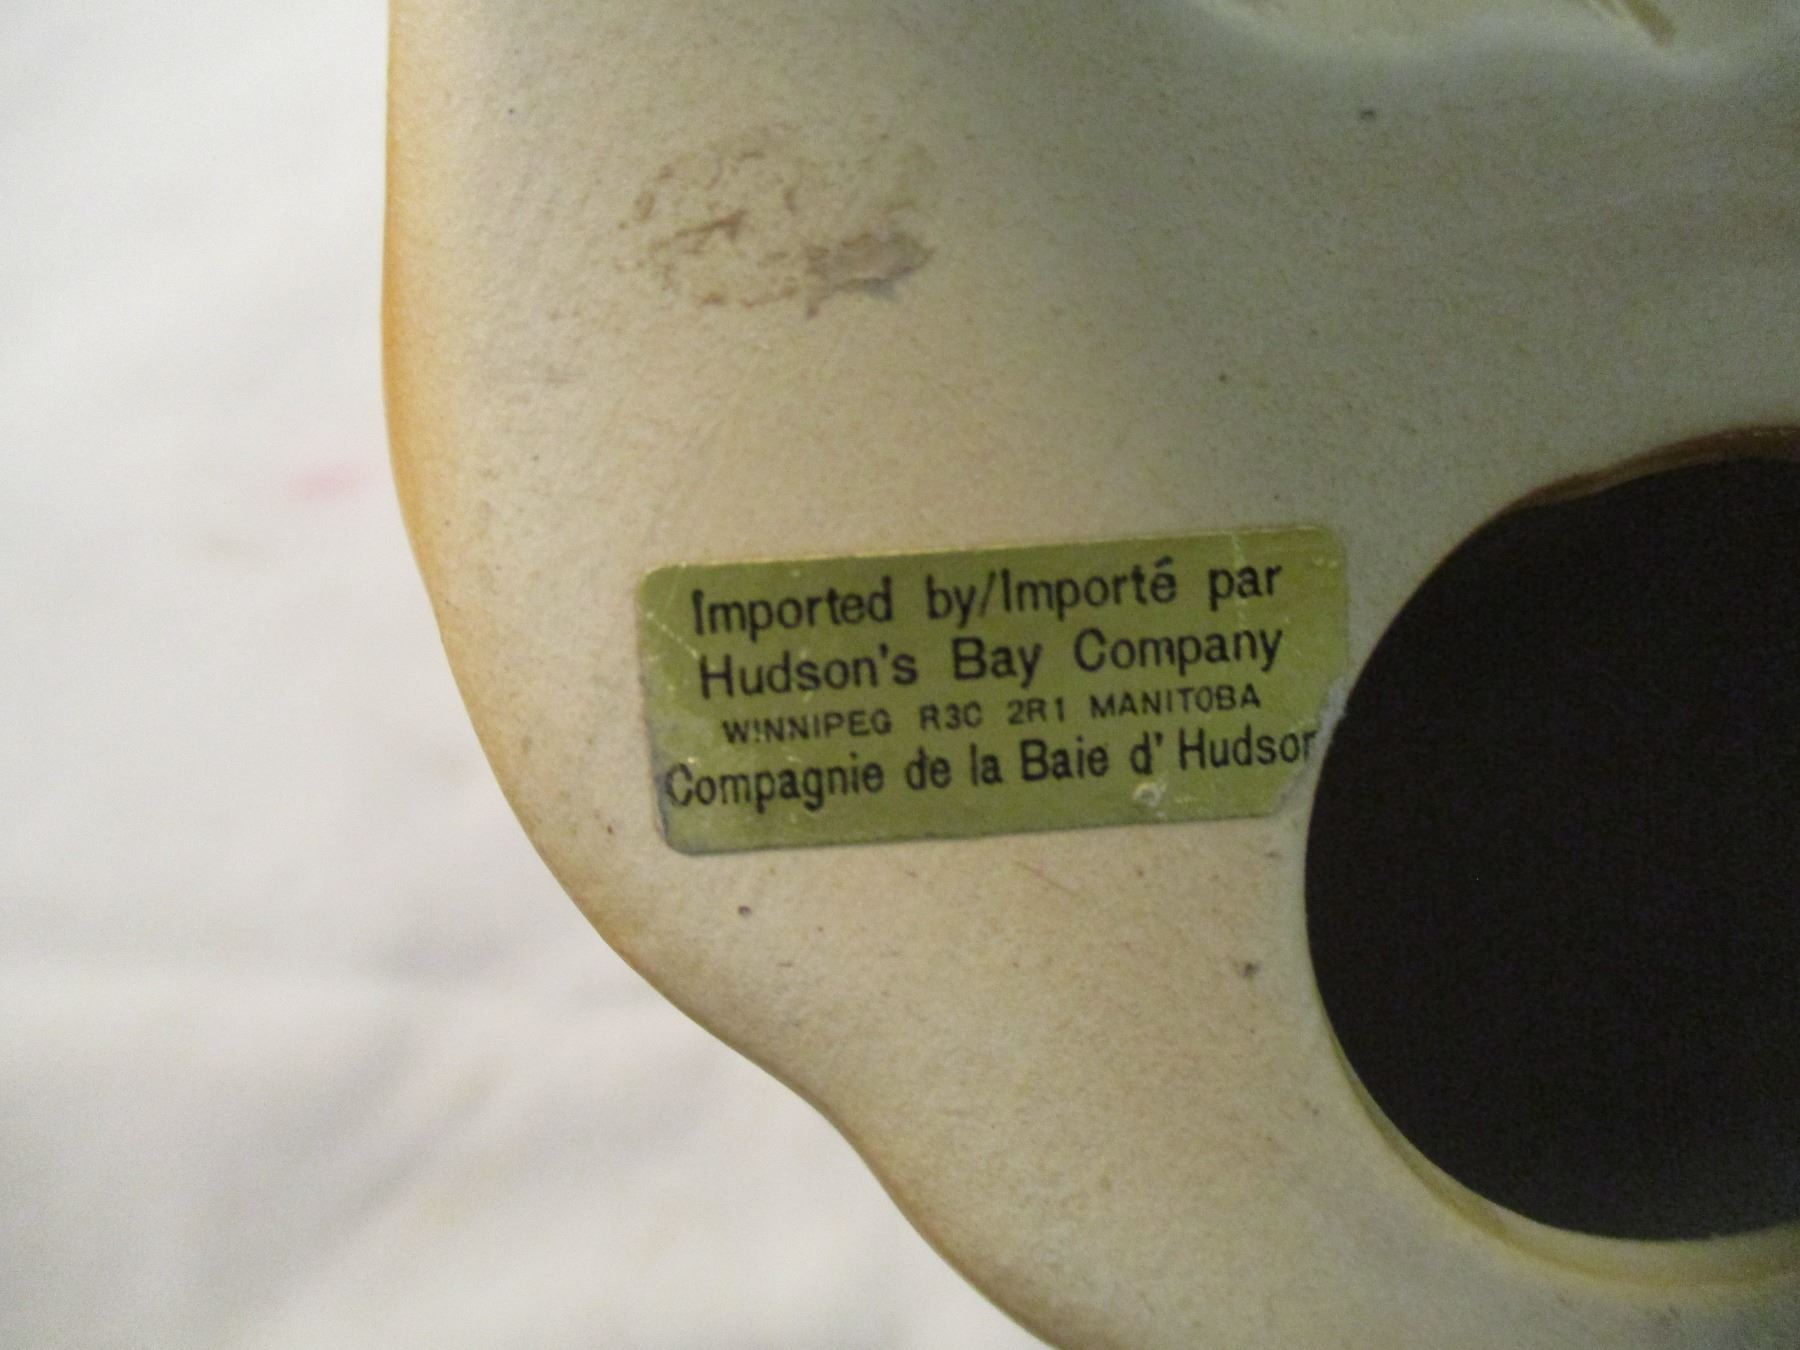 Imported by/Importé par
Hudson's Bay Company
WINNIPEG R3C 2R1 MANITOBA
Compagnie de la Baie d' Hudson